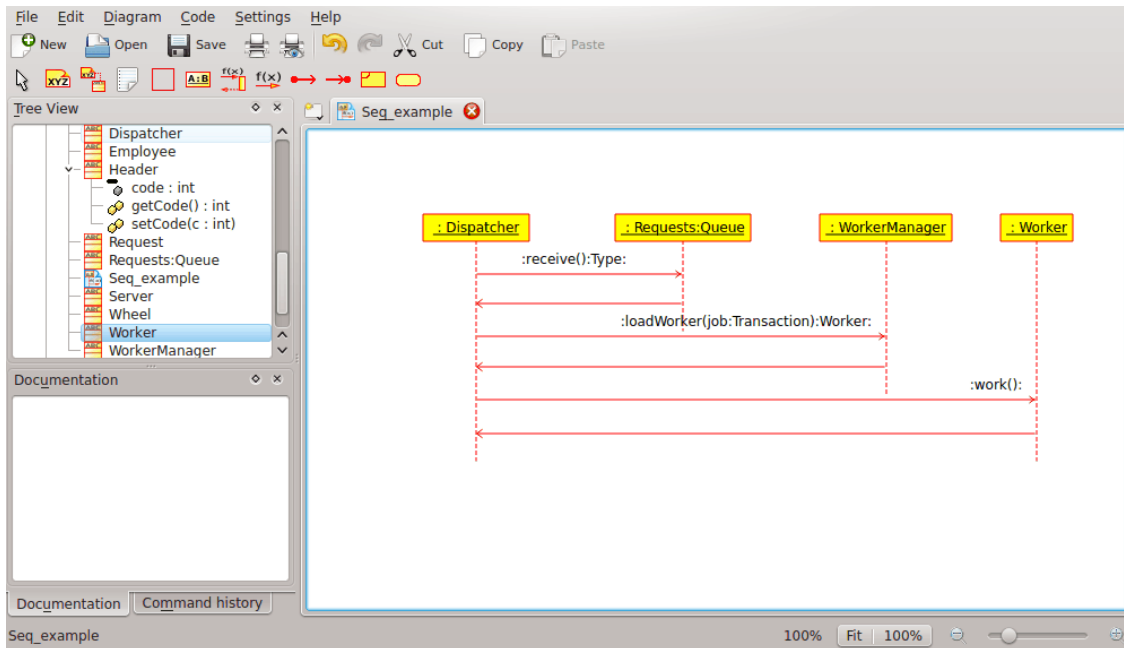 File Edit Diagram Code Settings Help
New Open Save Cut Copy Paste
XYZ A:B f(x) f(x)
Tree View
Seq_example
Dispatcher
Employee
Header
code : int
getCode() : int
setCode(c : int)
Request
Requests:Queue
Seq_example
Server
Wheel
Worker
WorkerManager
Documentation
Documentation Command history
: Dispatcher : Requests:Queue : WorkerManager : Worker
:receive():Type:
:loadWorker(job:Transaction):Worker:
:work():
Seq_example 100% Fit 100%